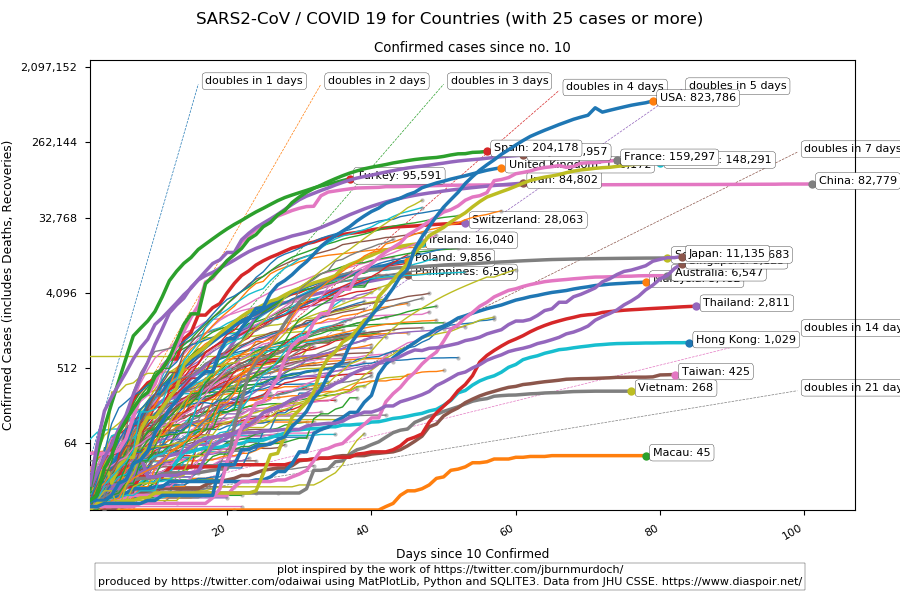 SARS2-CoV / COVID 19 for Countries (with 25 cases or more)
Confirmed cases since no. 10
2,097,152
262,144
32,768
4,096
512
64
Confirmed Cases (includes Deaths, Recoveries)
doubles in 1 days
doubles in 2 days
doubles in 3 days
doubles in 4 days
doubles in 5 days
USA: 823,786
Spain: 204,178
,957
France: 159,297
: 148,291
doubles in 7 days
United Kingdom
Turkey: 95,591
Iran: 84,802
China: 82,779
Switzerland: 28,063
Ireland: 16,040
Japan: 11,135
683
Poland: 9,856
Philippines: 6,599
Australia: 6,547
Thailand: 2,811
doubles in 14 day
Hong Kong: 1,029
Taiwan: 425
Vietnam: 268
doubles in 21 day
Macau: 45
20
40
60
80
100
Days since 10 Confirmed
plot inspired by the work of https://twitter.com/jburnmurdoch/
produced by https://twitter.com/odaiwai using MatPlotLib, Python and SQLITE3. Data from JHU CSSE. https://www.diaspoir.net/